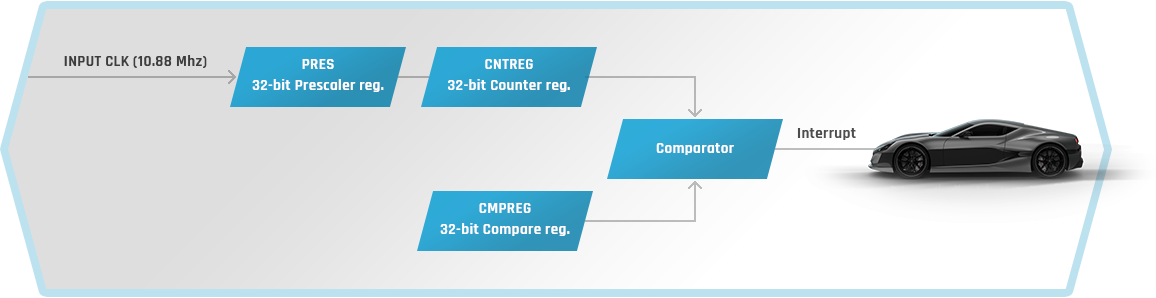 INPUT CLK (10.88 Mhz)
PRES
32-bit Prescaler reg.
CNTREG
32-bit Counter reg.
Comparator
Interrupt
CMPREG
32-bit Compare reg.